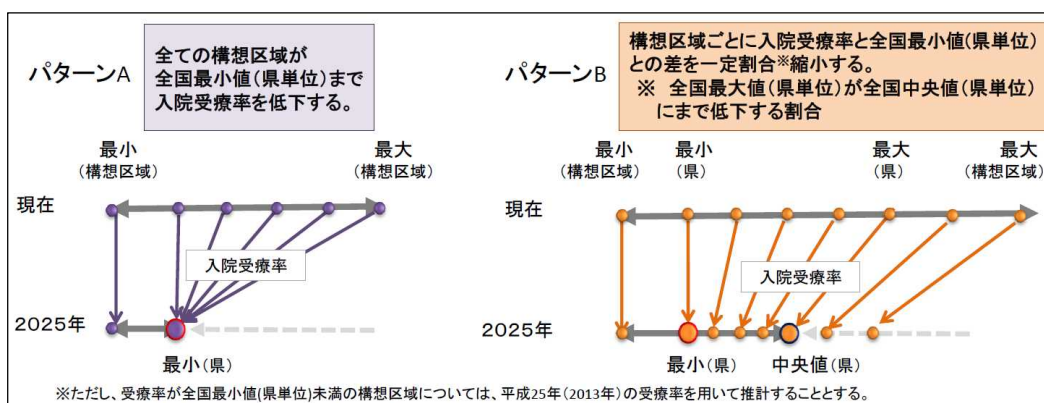 パターンA
全ての構想区域が
全国最小値(県単位)まで
入院受療率を低下する。
最小
(構想区域)
最大
(構想区域)
現在
入院受療率
2025年
最小(県)
パターンB
構想区域ごとに入院受療率と全国最小値(県単位)
との差を一定割合※縮小する。
※ 全国最大値(県単位)が全国中央値(県単位)
にまで低下する割合
最小
(構想区域)
最小
(県)
最大
(県)
最大
(構想区域)
現在
入院受療率
2025年
最小(県)
中央値(県)
※ただし、受療率が全国最小値(県単位)未満の構想区域については、平成25年(2013年)の受療率を用いて推計することとする。